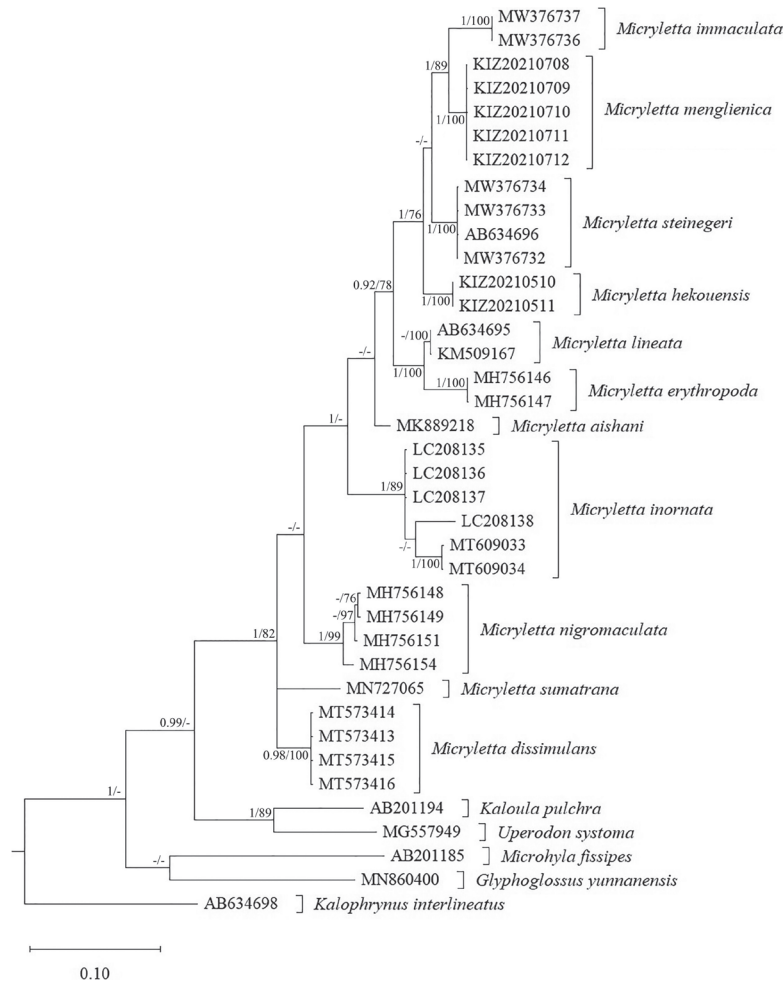 MW376737
1/100
Micryletta immaculata
MW376736
KIZ20210708
1/89
KIZ20210709
KIZ20210710
Micryletta menglienica
1/100
KIZ20210711
-/-
KIZ20210712
MW376734
MW376733
1/76
Micryletta steinegeri
1/100
AB634696
MW376732
KIZ20210510
0.92/78
Micryletta hekouensis
1/100
KIZ20210511
AB634695
-/100
Micryletta lineata
KM509167
-/-
1/100
MH756146
1/100
Micryletta erythropoda
MH756147
1/-
MK889218
Micryletta aishani
LC208135
LC208136
1/89
LC208137
Micryletta inornata
LC208138
-/-
-/-
MT609033
1/100
MT609034
MH756148
-/76
MH756149
-/97
Micryletta nigromaculata
1/82
1/99
MH756151
MH756154
MN727065
Micryletta sumatrana
MT573414
0.99/-
MT573413
Micryletta dissimulans
0.98/100
MT573415
MT573416
1/-
AB201194
Kaloula pulchra
1/89
MG557949
Uperodon systoma
AB201185
Microhyla fissipes
-/-
MN860400
Glyphoglossus yunnanensis
AB634698
Kalophrynus interlineatus
0.10